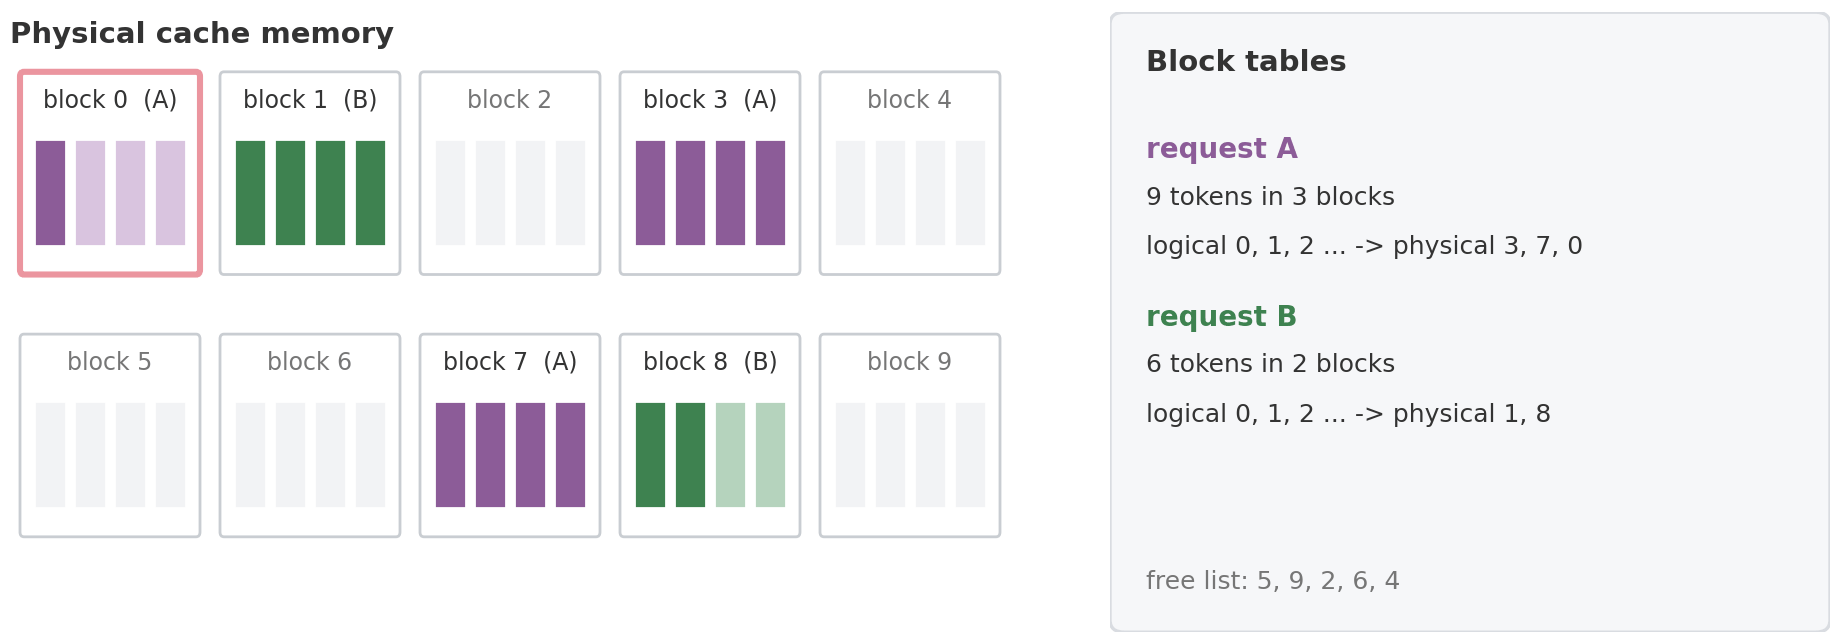 Physical cache memory
block 0 (A)
block 1 (B)
block 2
block 3 (A)
block 4
block 5
block 6
block 7 (A)
block 8 (B)
block 9
Block tables
request A
9 tokens in 3 blocks
logical 0, 1, 2 ... -> physical 3, 7, 0
request B
6 tokens in 2 blocks
logical 0, 1, 2 ... -> physical 1, 8
free list: 5, 9, 2, 6, 4